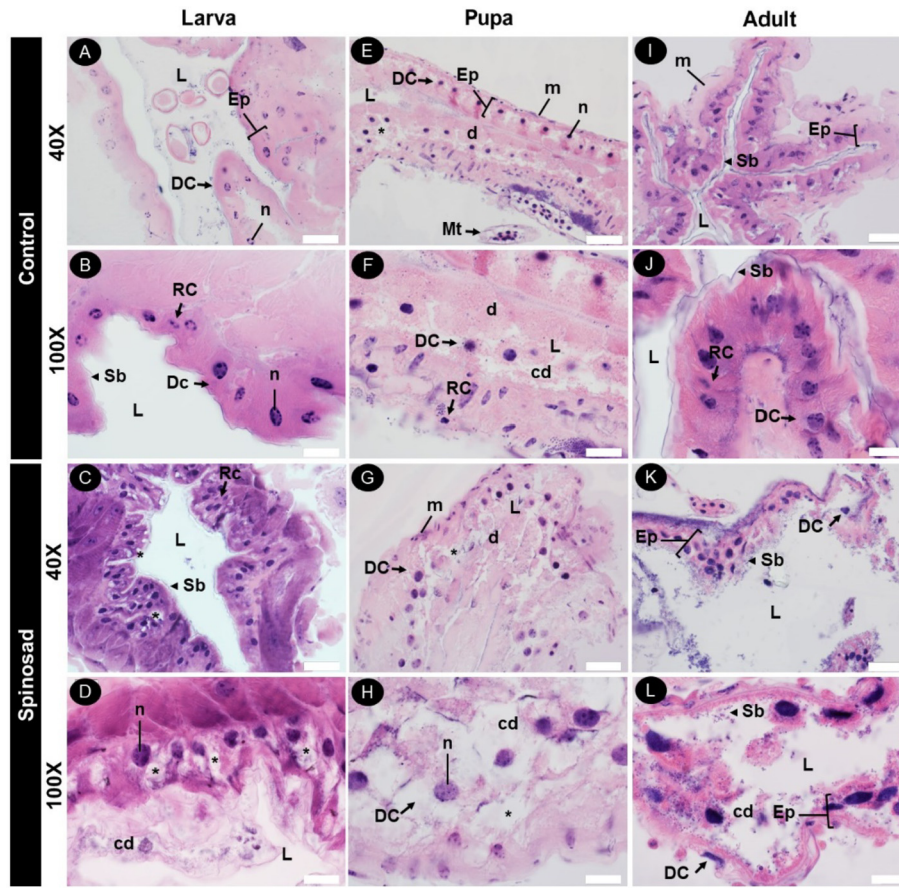 Larva Pupa Adult
Control
40X
A
L
Ep
DC
n
E
DC
Ep
m
n
L
*
d
Mt
I
m
Ep
Sb
L
100X
B
RC
Sb
Dc
n
L
F
d
DC
L
cd
RC
J
Sb
L
RC
DC
Spinosad
40X
C
Rc
*
L
Sb
*
G
m
L
d
*
DC
K
DC
Ep
Sb
L
100X
D
n
*
*
*
cd
L
H
cd
n
DC
*
L
Sb
L
cd
Ep
DC